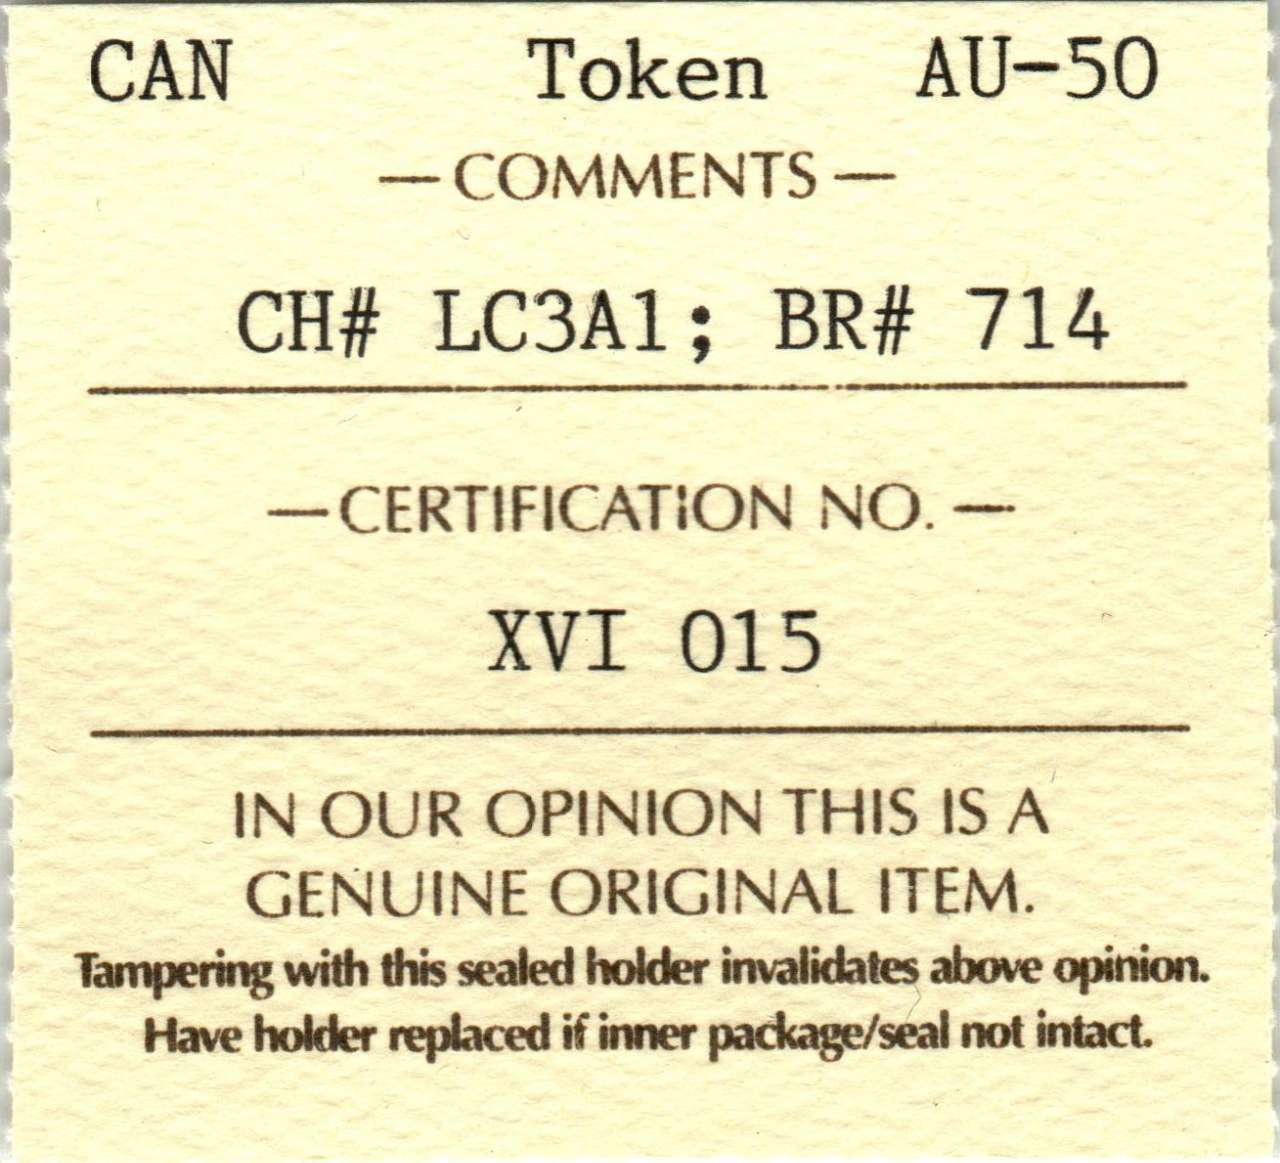 CAN Token AU-50
— COMMENTS —
CH# LC3A1; BR# 714
— CERTIFICATION NO. —
XVI 015
IN OUR OPINION THIS IS A
GENUINE ORIGINAL ITEM.
Tampering with this sealed holder invalidates above opinion.
Have holder replaced if inner package/seal not intact.